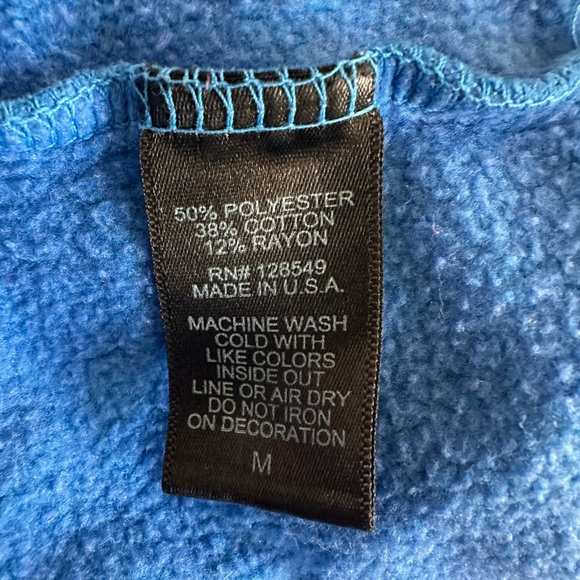 50% POLYESTER
38% COTTON
12% RAYON
RN# 128549
MADE IN U.S.A.
MACHINE WASH
COLD WITH
LIKE COLORS
INSIDE OUT
LINE OR AIR DRY
DO NOT IRON
ON DECORATION
M